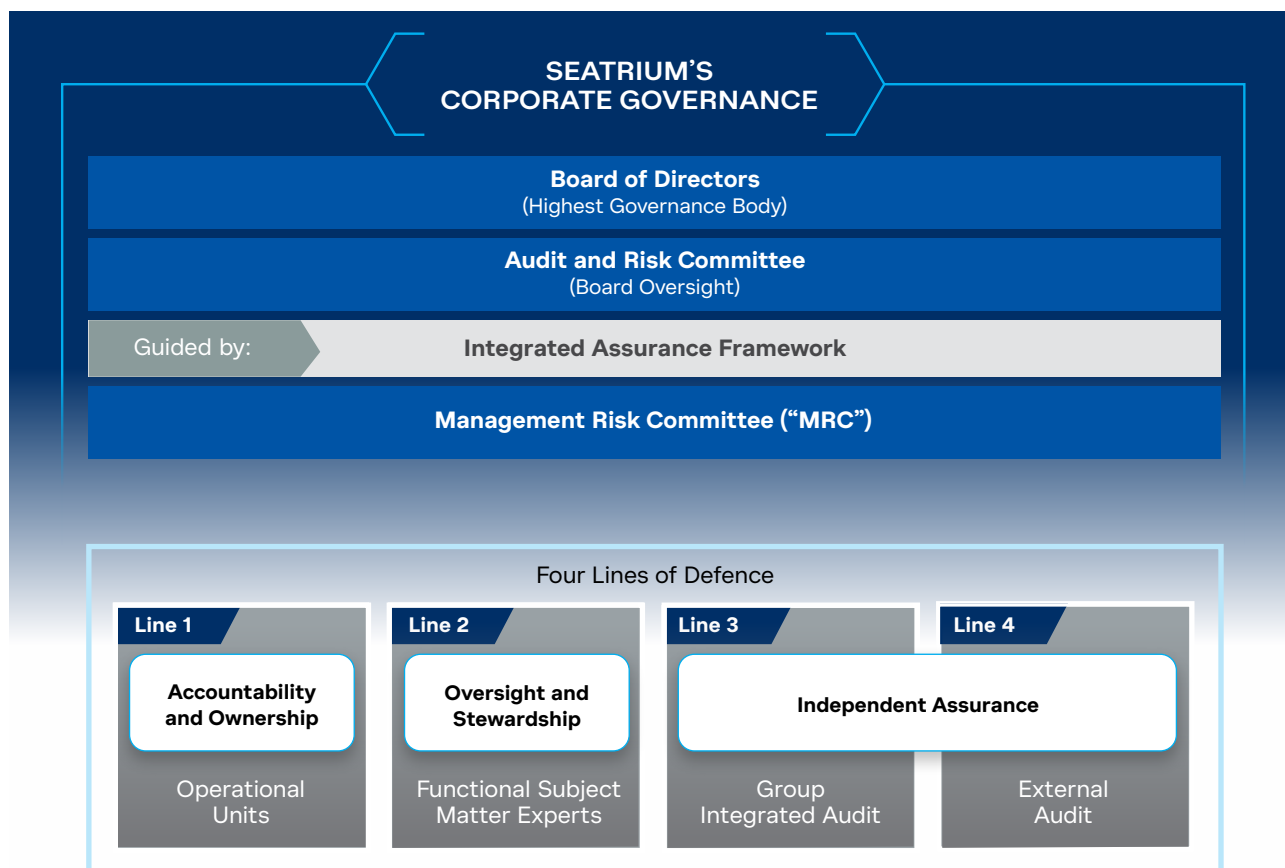 SEATRIUM’S
CORPORATE GOVERNANCE
Board of Directors
(Highest Governance Body)
Audit and Risk Committee
(Board Oversight)
Guided by:
Integrated Assurance Framework
Management Risk Committee (“MRC”)
Four Lines of Defence
Line 1
Accountability
and Ownership
Operational
Units
Line 2
Oversight and
Stewardship
Functional Subject
Matter Experts
Line 3
Line 4
Independent Assurance
Group
Integrated Audit
External
Audit